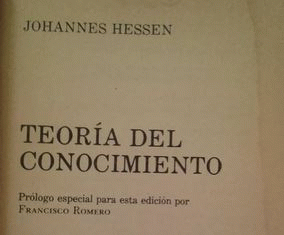 JOHANNES HESSEN
TEORÍA DEL
CONOCIMIENTO
Prólogo especial para esta edición por
FRANCISCO ROMERO